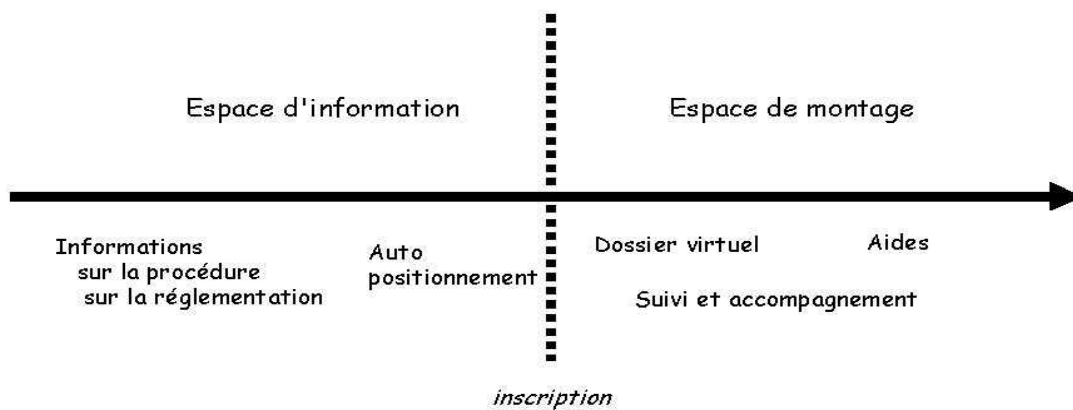 Espace d'information
Espace de montage
Informations
sur la procédure
sur la réglementation
Auto
positionnement
Dossier virtuel
Aides
Suivi et accompagnement
inscription